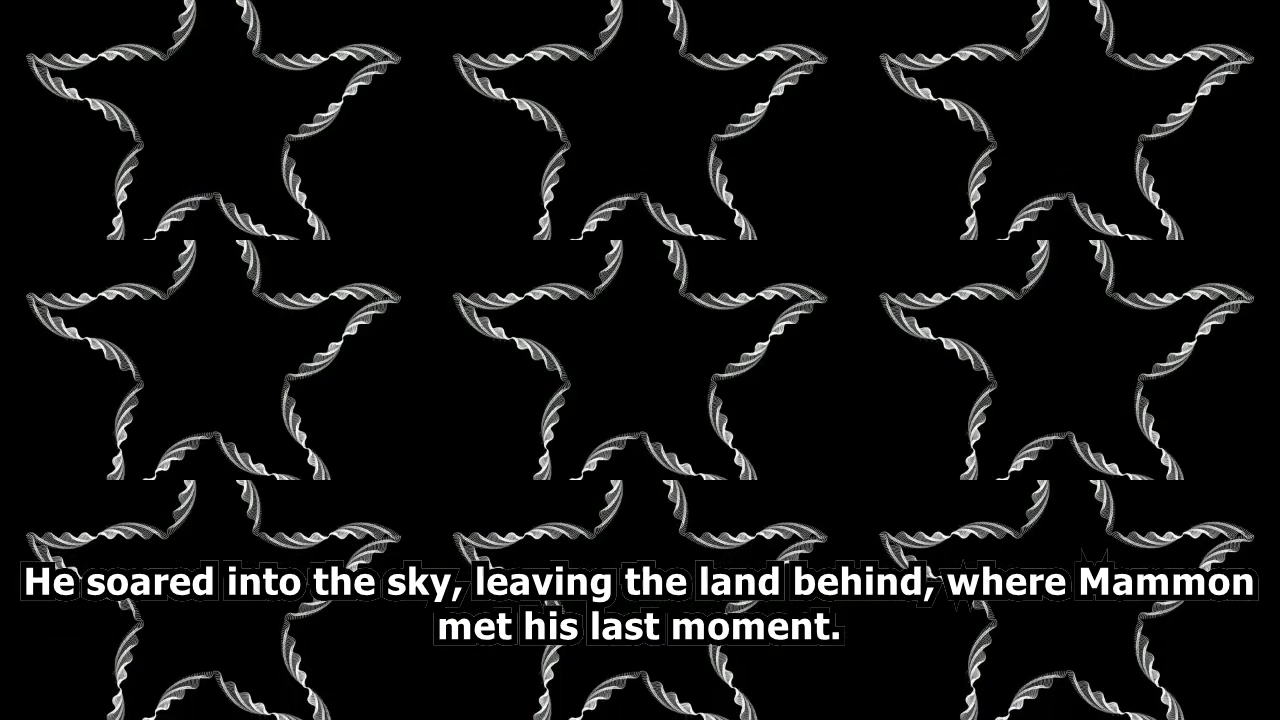 He soared into the sky, leaving the land behind, where Mammon
met his last moment.